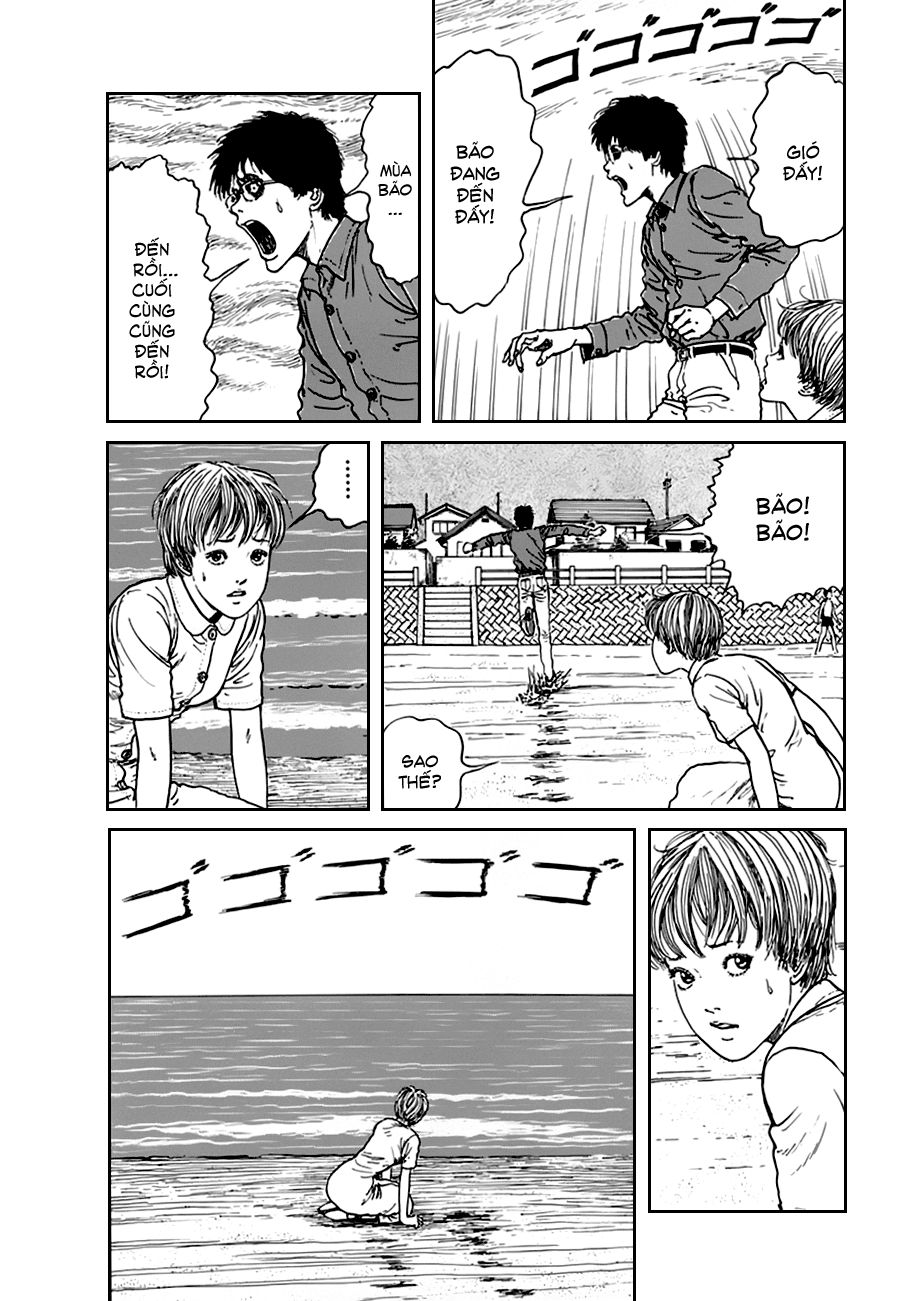 ゴゴゴゴゴ
GIÓ
ĐẤY!
BÃO
ĐANG
ĐẾN
ĐẤY!
MÙA
BÃO
...
ĐẾN
RỒI...
CUỐI
CÙNG
CŨNG
ĐẾN
RỒI!
BÃO!
BÃO!
SAO
THẾ?
......
ゴゴゴゴゴ